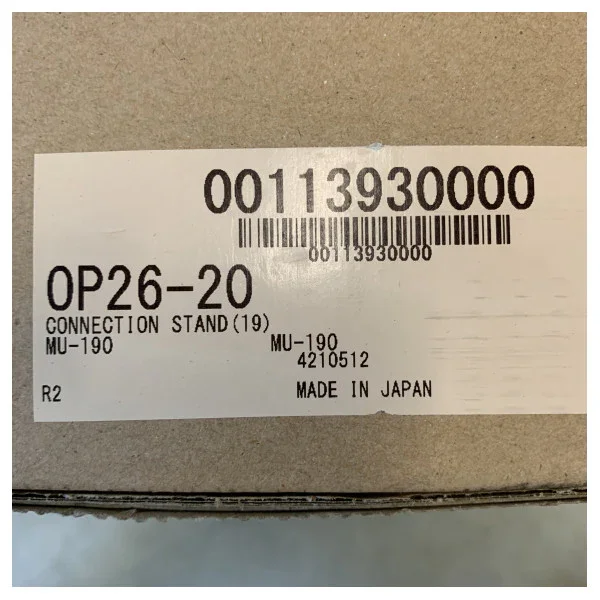 00113930000
00113930000
OP26-20
CONNECTION STAND(19)
MU-190 MU-190
4210512
R2 MADE IN JAPAN